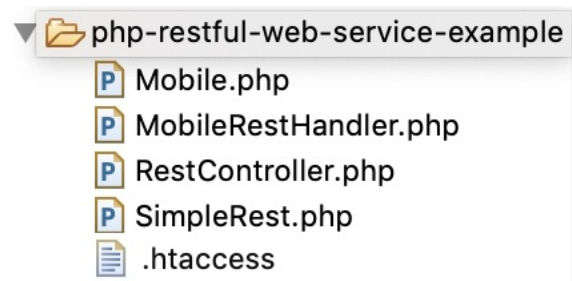 php-restful-web-service-example
P Mobile.php
P MobileRestHandler.php
P RestController.php
P SimpleRest.php
.htaccess